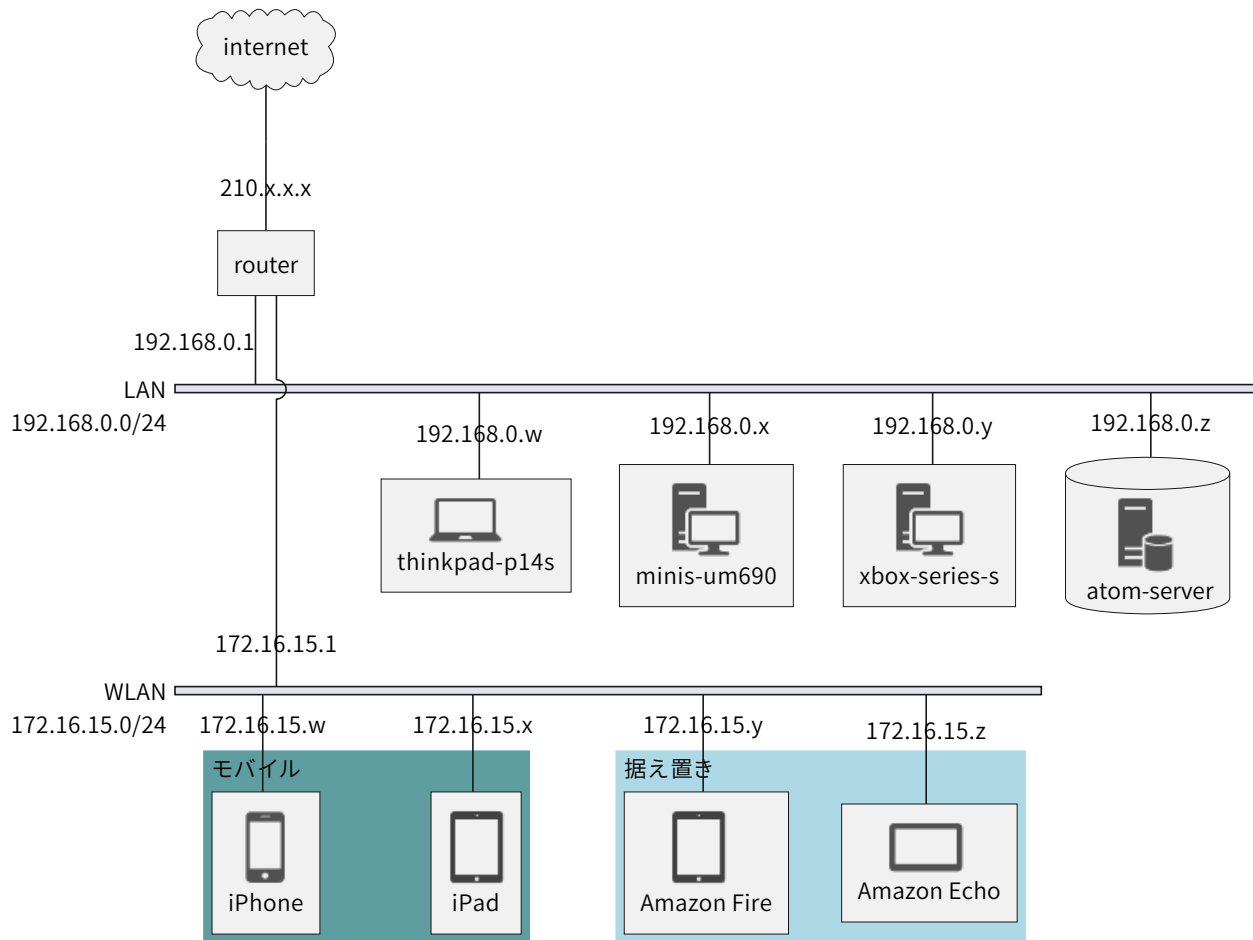 internet
210.x.x.x
router
192.168.0.1
LAN
192.168.0.0/24
192.168.0.w
192.168.0.x
192.168.0.y
192.168.0.z
thinkpad-p14s
minis-um690
xbox-series-s
atom-server
172.16.15.1
WLAN
172.16.15.0/24
172.16.15.w
172.16.15.x
172.16.15.y
172.16.15.z
モバイル
据え置き
iPhone
iPad
Amazon Fire
Amazon Echo